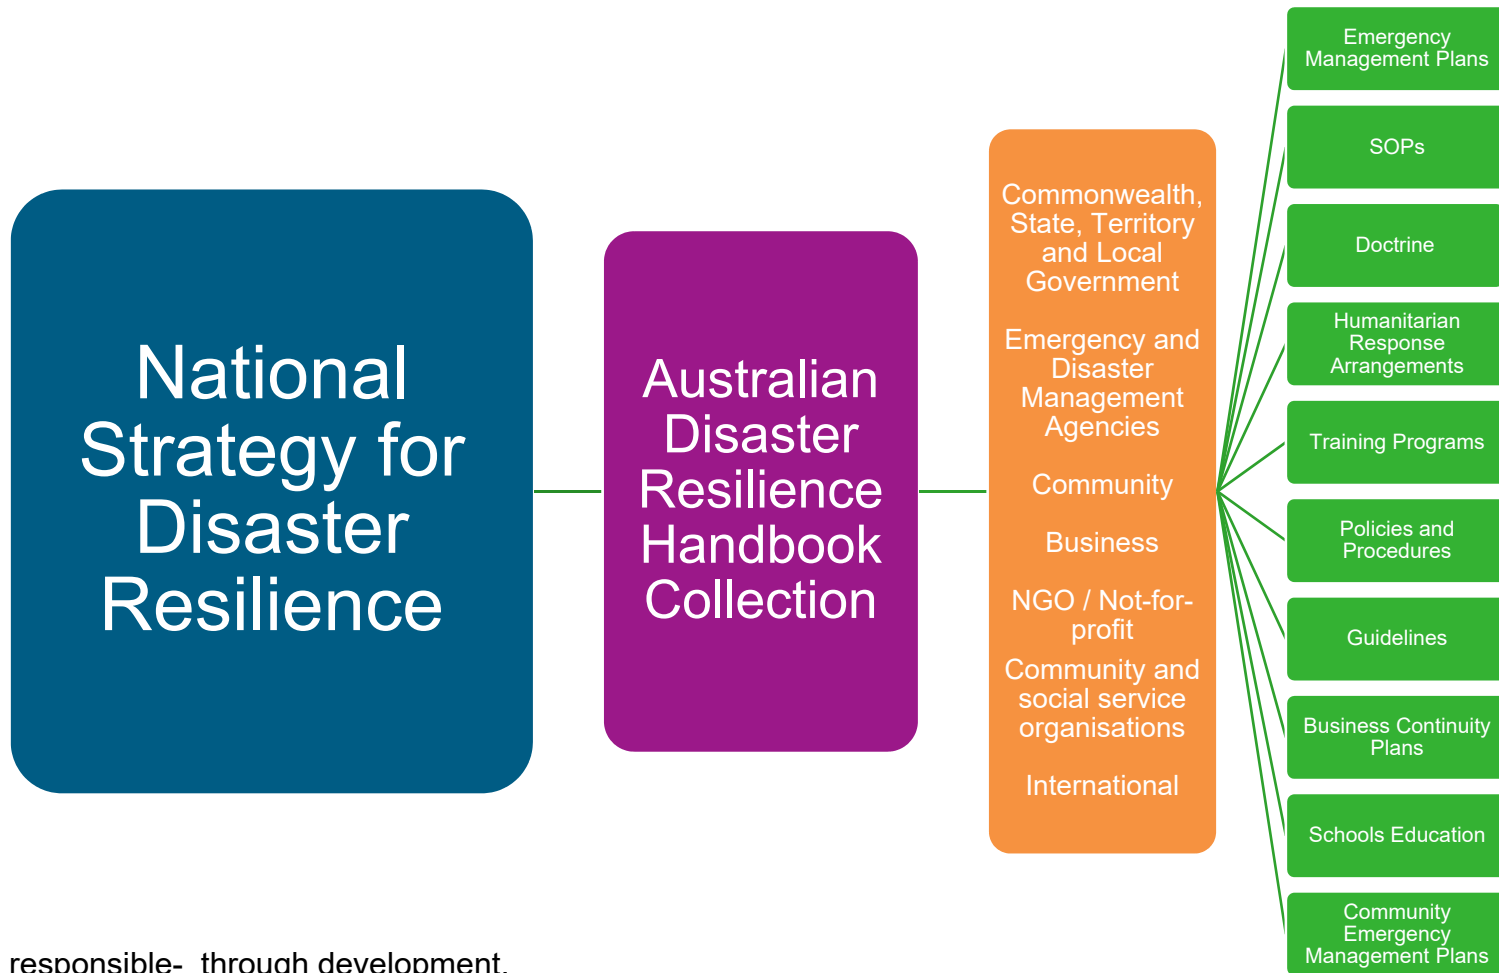 National
Strategy for
Disaster
Resilience
Australian
Disaster
Resilience
Handbook
Collection
Commonwealth,
State, Territory
and Local
Government
Emergency and
Disaster
Management
Agencies
Community
Business
NGO / Not-for-
profit
Community and
social service
organisations
International
Emergency
Management Plans
SOPs
Doctrine
Humanitarian
Response
Arrangements
Training Programs
Policies and
Procedures
Guidelines
Business Continuity
Plans
Schools Education
Community
Emergency
Management Plans
responsible-  through development,